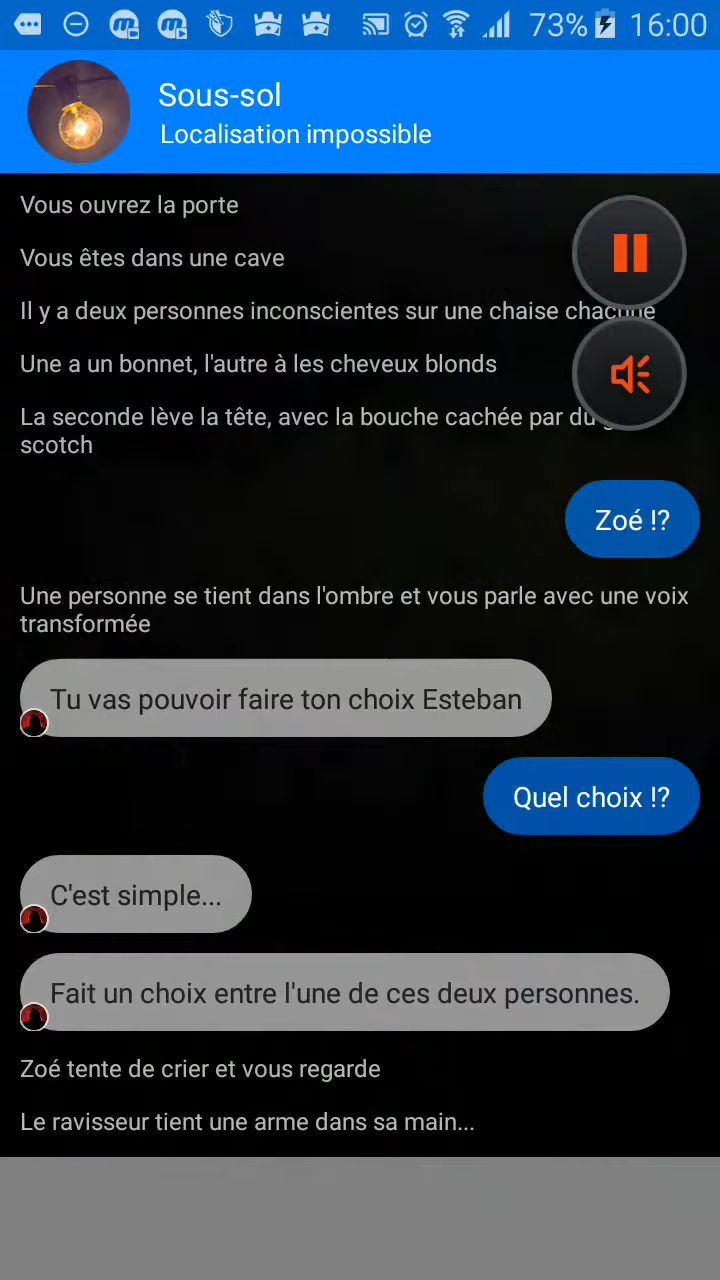 73% 16:00
Sous-sol
Localisation impossible
Vous ouvrez la porte
Vous êtes dans une cave
Il y a deux personnes inconscientes sur une chaise chacune
Une a un bonnet, l'autre à les cheveux blonds
La seconde lève la tête, avec la bouche cachée par du
scotch
Zoé !?
Une personne se tient dans l'ombre et vous parle avec une voix
transformée
Tu vas pouvoir faire ton choix Esteban
Quel choix !?
C'est simple...
Fait un choix entre l'une de ces deux personnes.
Zoé tente de crier et vous regarde
Le ravisseur tient une arme dans sa main...